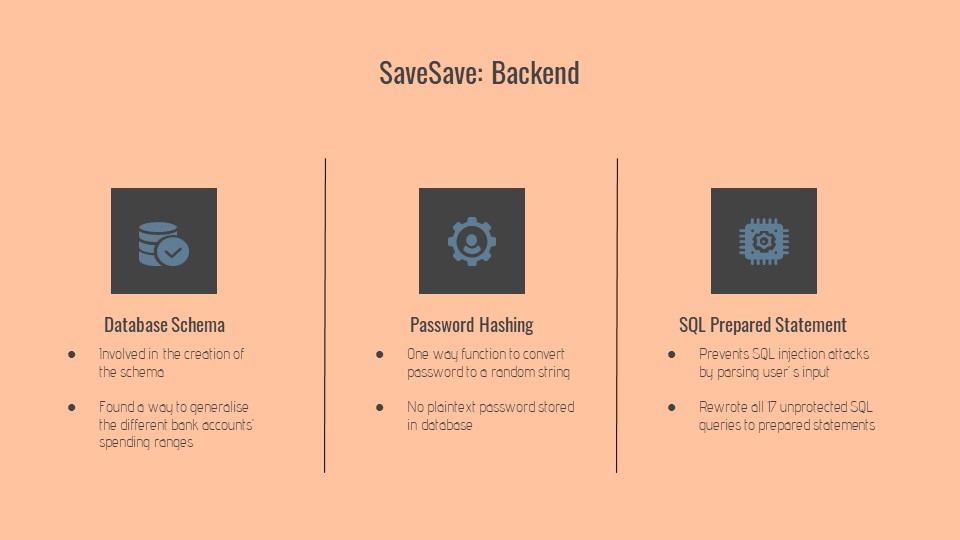 SaveSave: Backend
Database Schema
● Involved in the creation of
the schema
● Found a way to generalise
the different bank accounts'
spending ranges
Password Hashing
● One way function to convert
password to a random string
● No plaintext password stored
in database
SQL Prepared Statement
● Prevents SQL injection attacks
by parsing user's input
● Rewrote all 17 unprotected SQL
queries to prepared statements